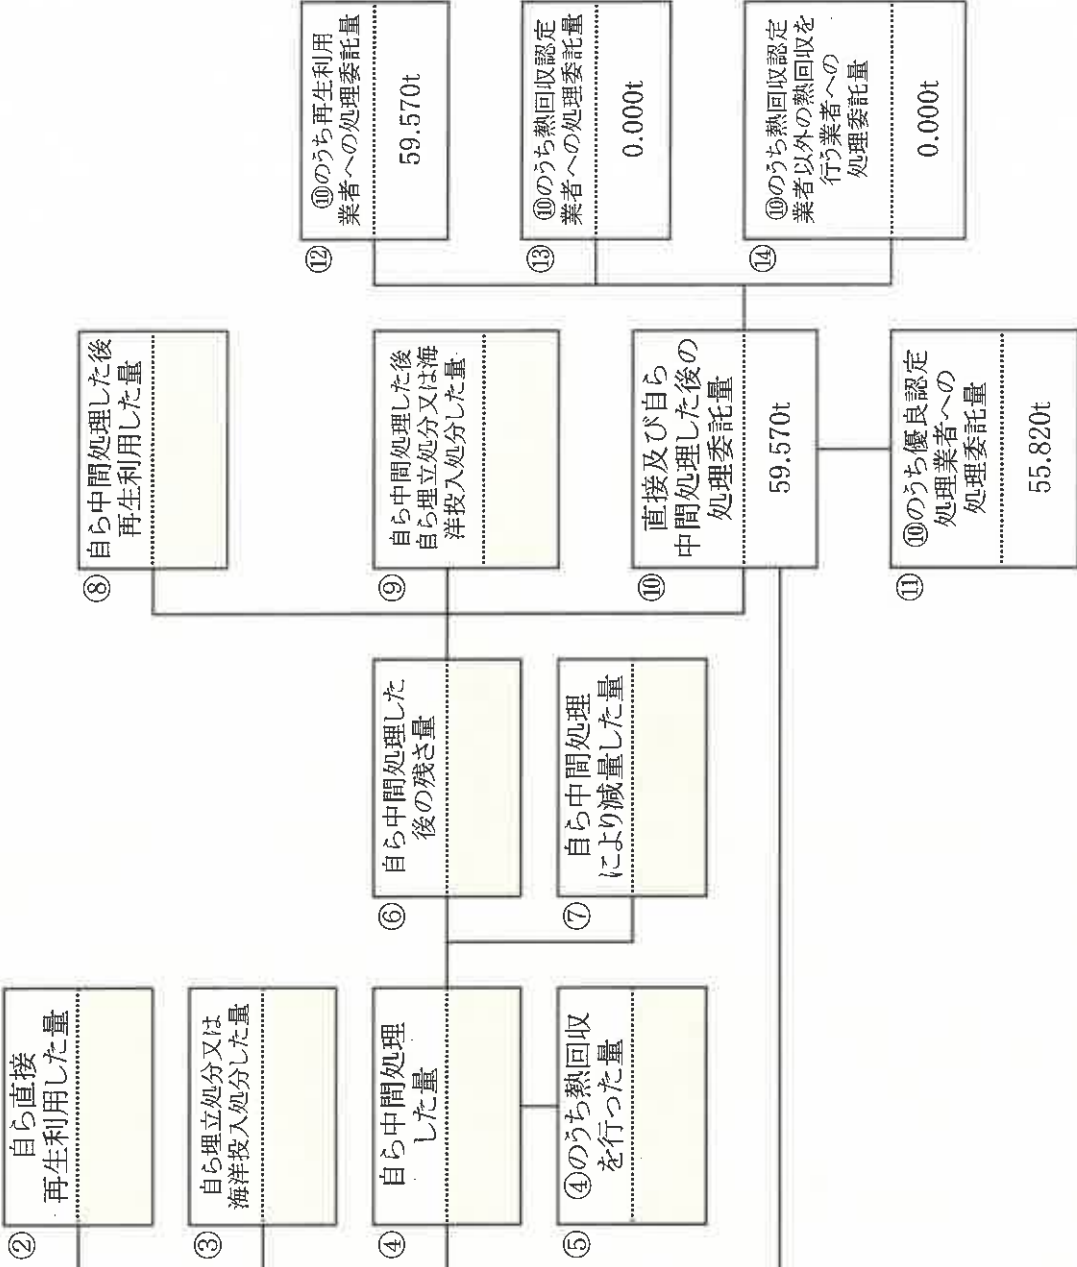 ②
自ら直接
再生利用した量
③
自ら埋立処分又は
海洋投入処分した量
④
自ら中間処理
した量
⑤
④のうち熱回収
を行った量
⑥
自ら中間処理した
後の残さ量
⑦
自ら中間処理
により減量した量
⑧
自ら中間処理した後
再生利用した量
⑨
自ら中間処理した後
自ら埋立処分又は海
洋投入処分した量
⑩
直接及び自ら
中間処理した後の
処理委託量
59.570t
⑪
⑩のうち優良認定
処理業者への
処理委託量
55.820t
⑫
⑩のうち再生利用
業者への処理委託量
59.570t
⑬
⑩のうち熱回収認定
業者への処理委託量
0.000t
⑭
⑩のうち熱回収認定
業者以外の熱回収を
行う業者への
処理委託量
0.000t